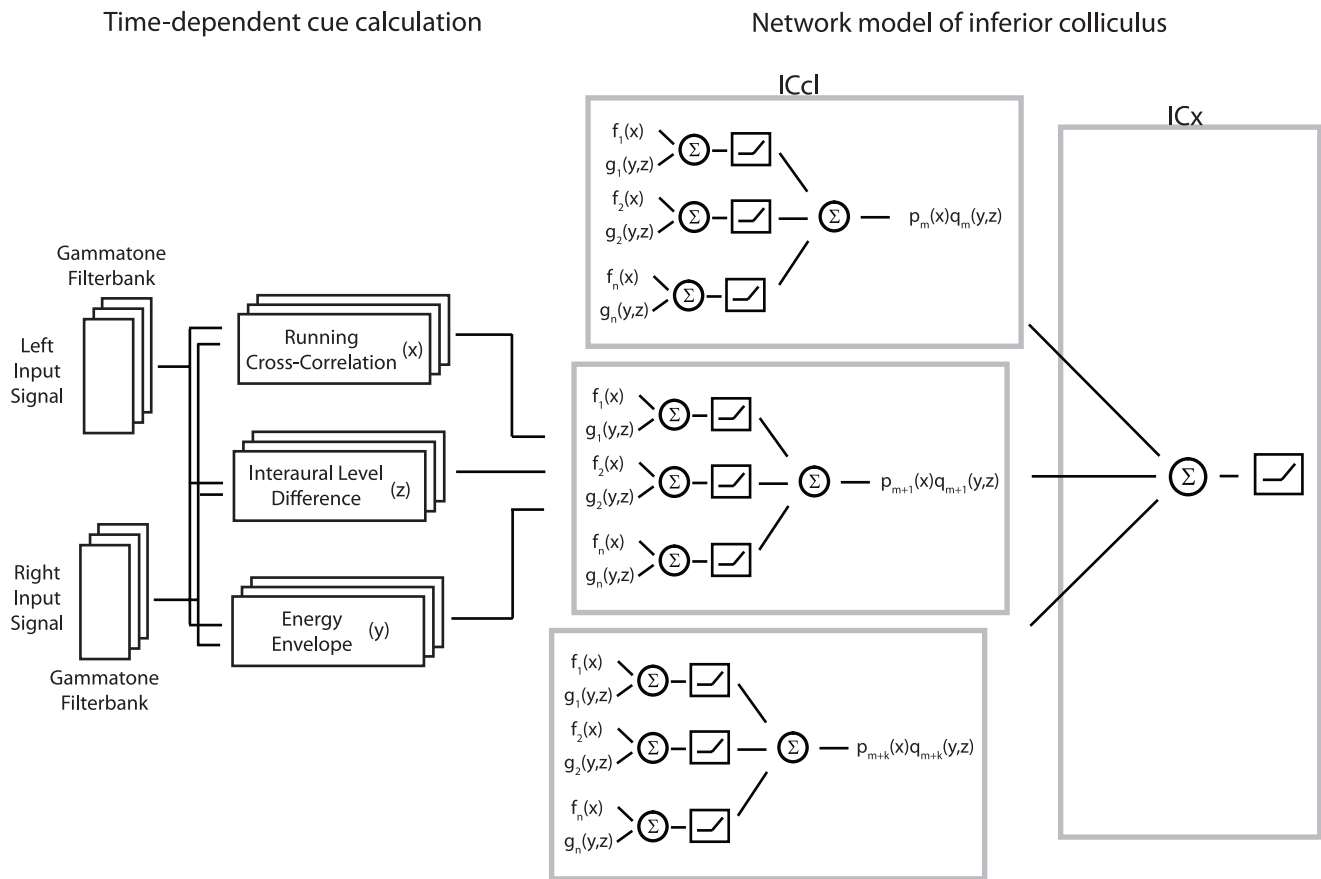 Time-dependent cue calculation
Network model of inferior colliculus
Gammatone
Filterbank
Left
Input
Signal
Right
Input
Signal
Gammatone
Filterbank
Running
Cross-Correlation (x)
Interaural Level
Difference (z)
Energy
Envelope (y)
ICcl
f₁(x)
g₁(y,z)
Σ
f₂(x)
g₂(y,z)
Σ
fₙ(x)
gₙ(y,z)
Σ
Σ
pₘ(x)qₘ(y,z)
f₁(x)
g₁(y,z)
Σ
f₂(x)
g₂(y,z)
Σ
fₙ(x)
gₙ(y,z)
Σ
Σ
pₘ₊₁(x)qₘ₊₁(y,z)
f₁(x)
g₁(y,z)
Σ
f₂(x)
g₂(y,z)
Σ
fₙ(x)
gₙ(y,z)
Σ
Σ
pₘ₊ₖ(x)qₘ₊ₖ(y,z)
ICx
Σ